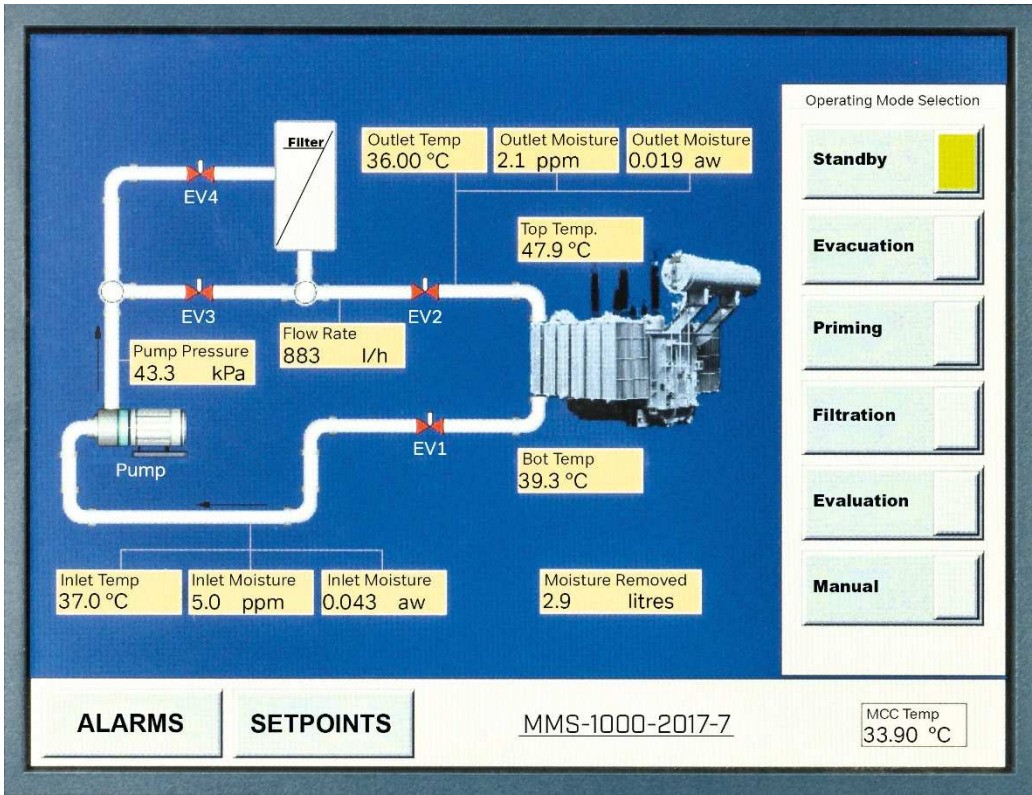 Operating Mode Selection
Filter
Outlet Temp
36.00 °C
Outlet Moisture
2.1 ppm
Outlet Moisture
0.019 aw
Standby
EV4
Top Temp.
47.9 °C
Evacuation
EV3
EV2
Flow Rate
883 l/h
Pump Pressure
43.3 kPa
Priming
Filtration
EV1
Pump
Bot Temp
39.3 °C
Evaluation
Inlet Temp
37.0 °C
Inlet Moisture
5.0 ppm
Inlet Moisture
0.043 aw
Moisture Removed
2.9 litres
Manual
ALARMS
SETPOINTS
MMS-1000-2017-7
MCC Temp
33.90 °C